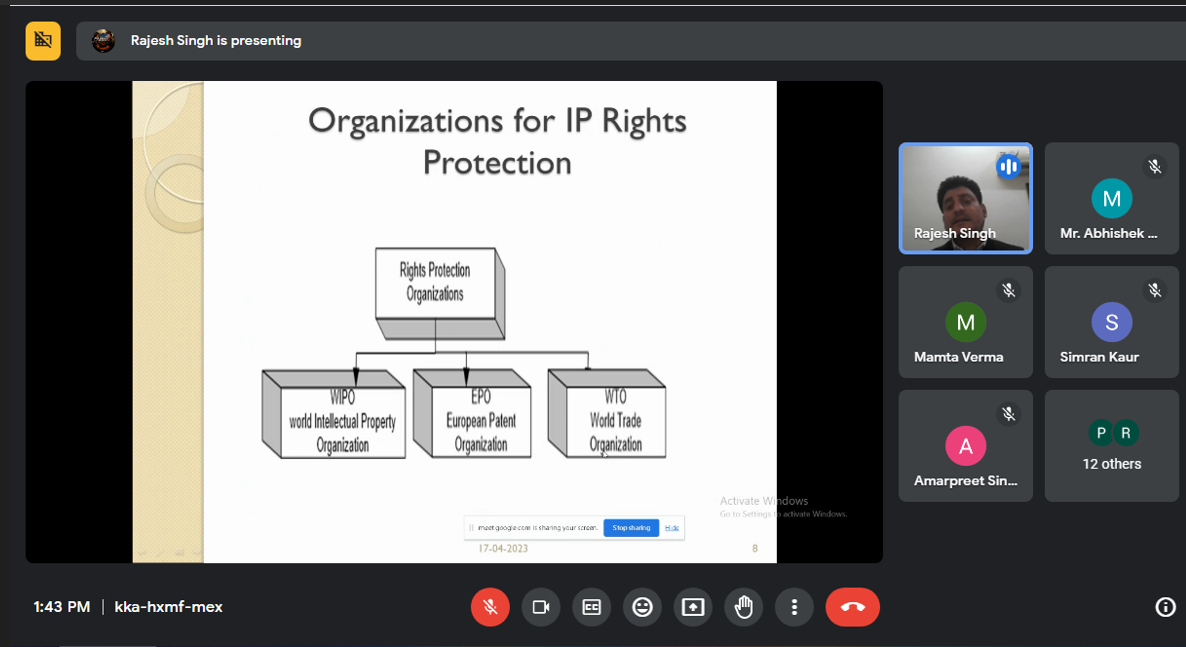 Rajesh Singh is presenting
Organizations for IP Rights
Protection
Rights Protection
Organizations
WIPO
world Intellectual Property
Organization
EPO
European Patent
Organization
WTO
World Trade
Organization
Activate Windows
Go to Settings to activate Windows.
meet.google.com is sharing your screen.
Stop sharing
Hide
17-04-2023
8
Rajesh Singh
M
Mr. Abhishek ...
M
Mamta Verma
S
Simran Kaur
A
Amarpreet Sin...
P R
12 others
1:43 PM | kka-hxmf-mex
CC